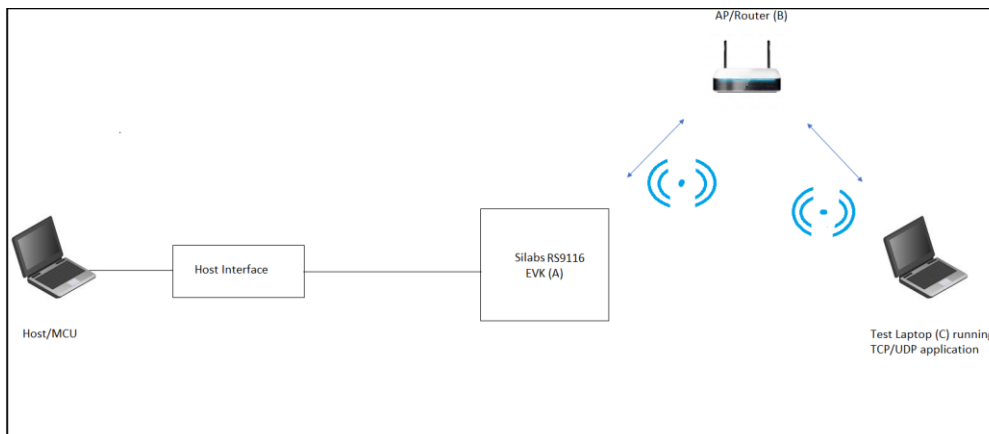 AP/Router (B)
Host Interface
Silabs RS9116
EVK (A)
Host/MCU
Test Laptop (C) running
TCP/UDP application